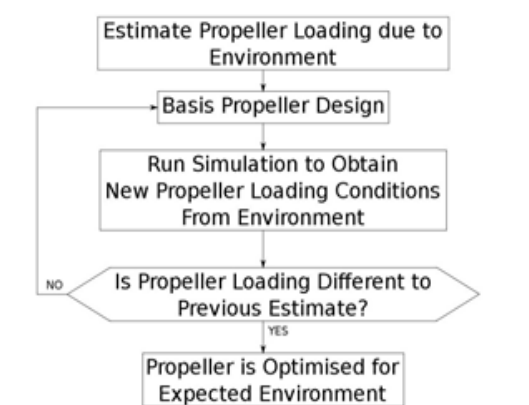 Estimate Propeller Loading due to
Environment
Basis Propeller Design
Run Simulation to Obtain
New Propeller Loading Conditions
From Environment
Is Propeller Loading Different to
Previous Estimate?
NO
YES
Propeller is Optimised for
Expected Environment